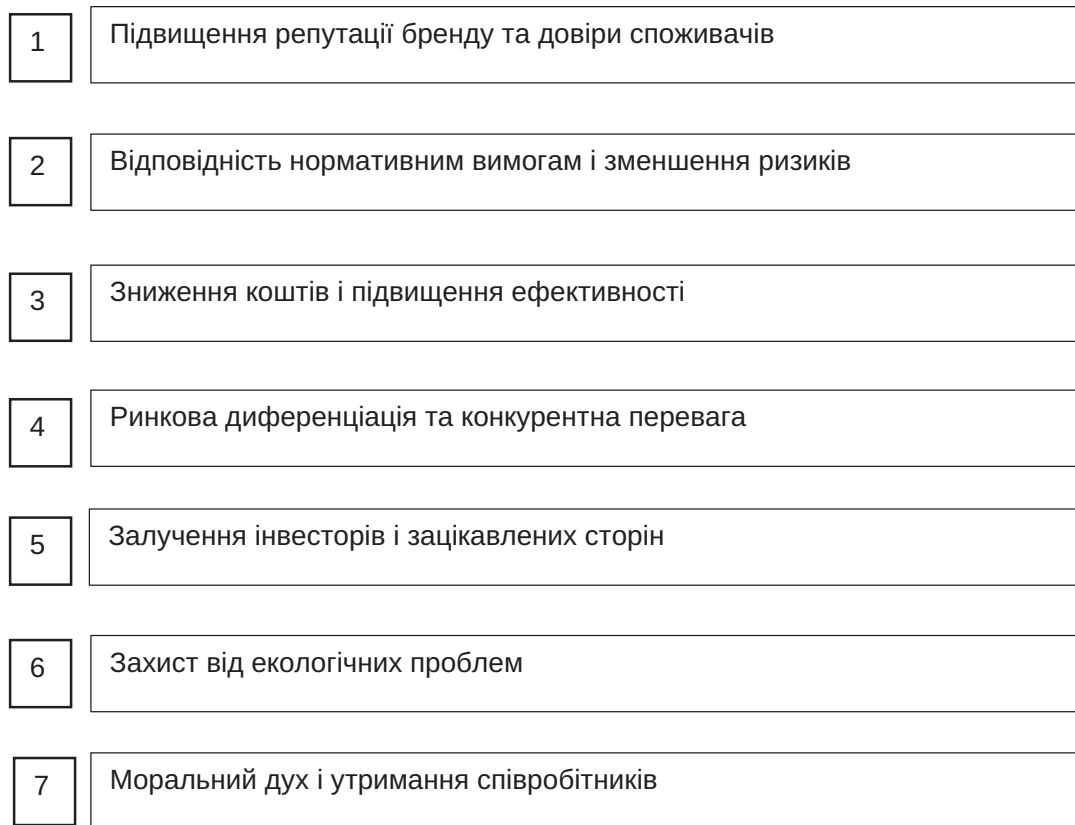 1 Підвищення репутації бренду та довіри споживачів
2 Відповідність нормативним вимогам і зменшення ризиків
3 Зниження коштів і підвищення ефективності
4 Ринкова диференціація та конкурентна перевага
5 Залучення інвесторів і зацікавлених сторін
6 Захист від екологічних проблем
7 Моральний дух і утримання співробітників